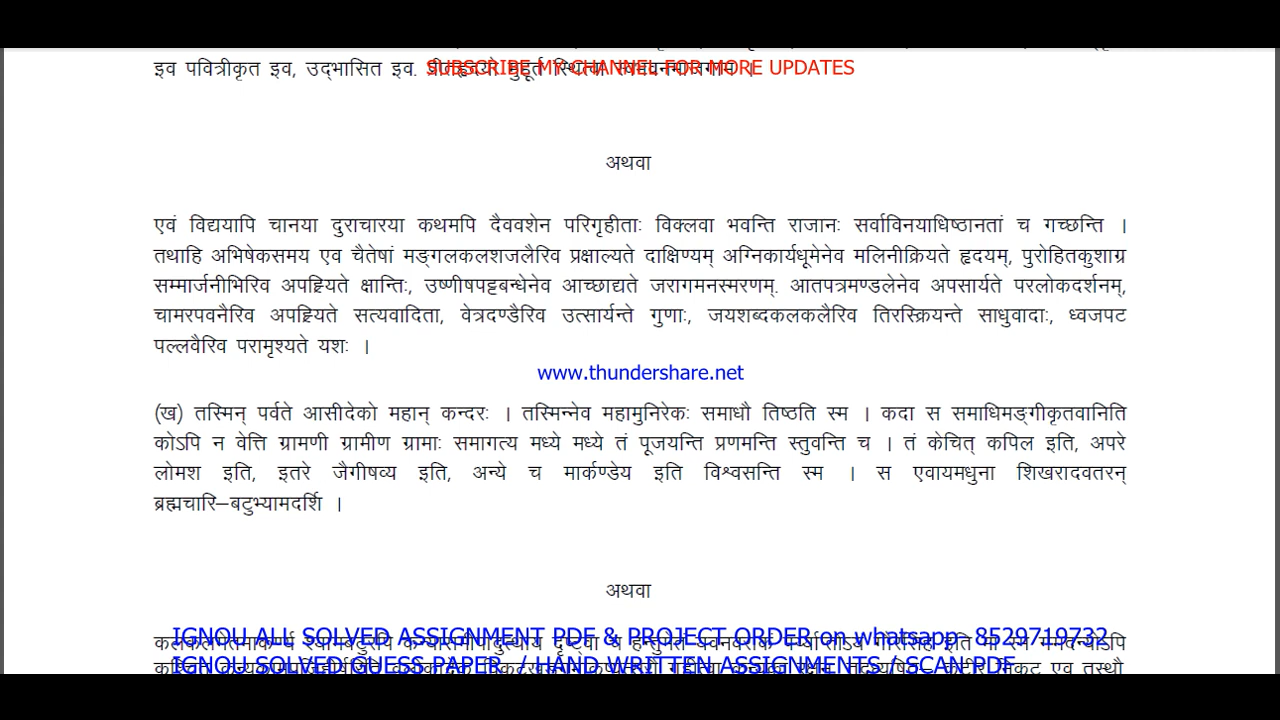 इव पवित्रीकृत इव, उद्भासित इव.
SUBSCRIBE MY CHANNEL FOR MORE UPDATES
अथवा
एवं विद्ययापि चानया दुराचारया कथमपि दैववशेन परिगृहीताः विक्लवा भवन्ति राजानः सर्वाविनयाधिष्ठानतां च गच्छन्ति ।
तथाहि अभिषेकसमय एव चैतेषां मङ्गलकलशजलैरिव प्रक्षाल्यते दाक्षिण्यम् अग्निकार्यधूमेनेव मलिनीक्रियते हृदयम्, पुरोहितकुशाग्र
सम्मार्जनीभिरिव अपह्रियते क्षान्तिः, उष्णीषपट्टबन्धेनेव आच्छाद्यते जरागमनस्मरणम्. आतपत्रमण्डलेनेव अपसार्यते परलोकदर्शनम्,
चामरपवनैरिव अपह्रियते सत्यवादिता, वेत्रदण्डैरिव उत्सार्यन्ते गुणाः, जयशब्दकलकलैरिव तिरस्क्रियन्ते साधुवादाः, ध्वजपट
पल्लवैरिव परामृश्यते यशः ।
www.thundershare.net
(ख) तस्मिन् पर्वते आसीदेको महान् कन्दरः । तस्मिन्नेव महामुनिरेकः समाधौ तिष्ठति स्म । कदा स समाधिमङ्गीकृतवानिति
कोऽपि न वेत्ति ग्रामणी ग्रामीण ग्रामाः समागत्य मध्ये मध्ये तं पूजयन्ति प्रणमन्ति स्तुवन्ति च । तं केचित् कपिल इति, अपरे
लोमश इति, इतरे जैगीषव्य इति, अन्ये च मार्कण्डेय इति विश्वसन्ति स्म । स एवायमधुना शिखरादवतरन्
ब्रह्मचारि–बटुभ्यामदर्शि ।
अथवा
IGNOU ALL SOLVED ASSIGNMENT PDF & PROJECT ORDER on whatsapp - 8529719732
IGNOU SOLVED GUESS PAPER / HAND WRITTEN ASSIGNMENTS / SCAN PDF